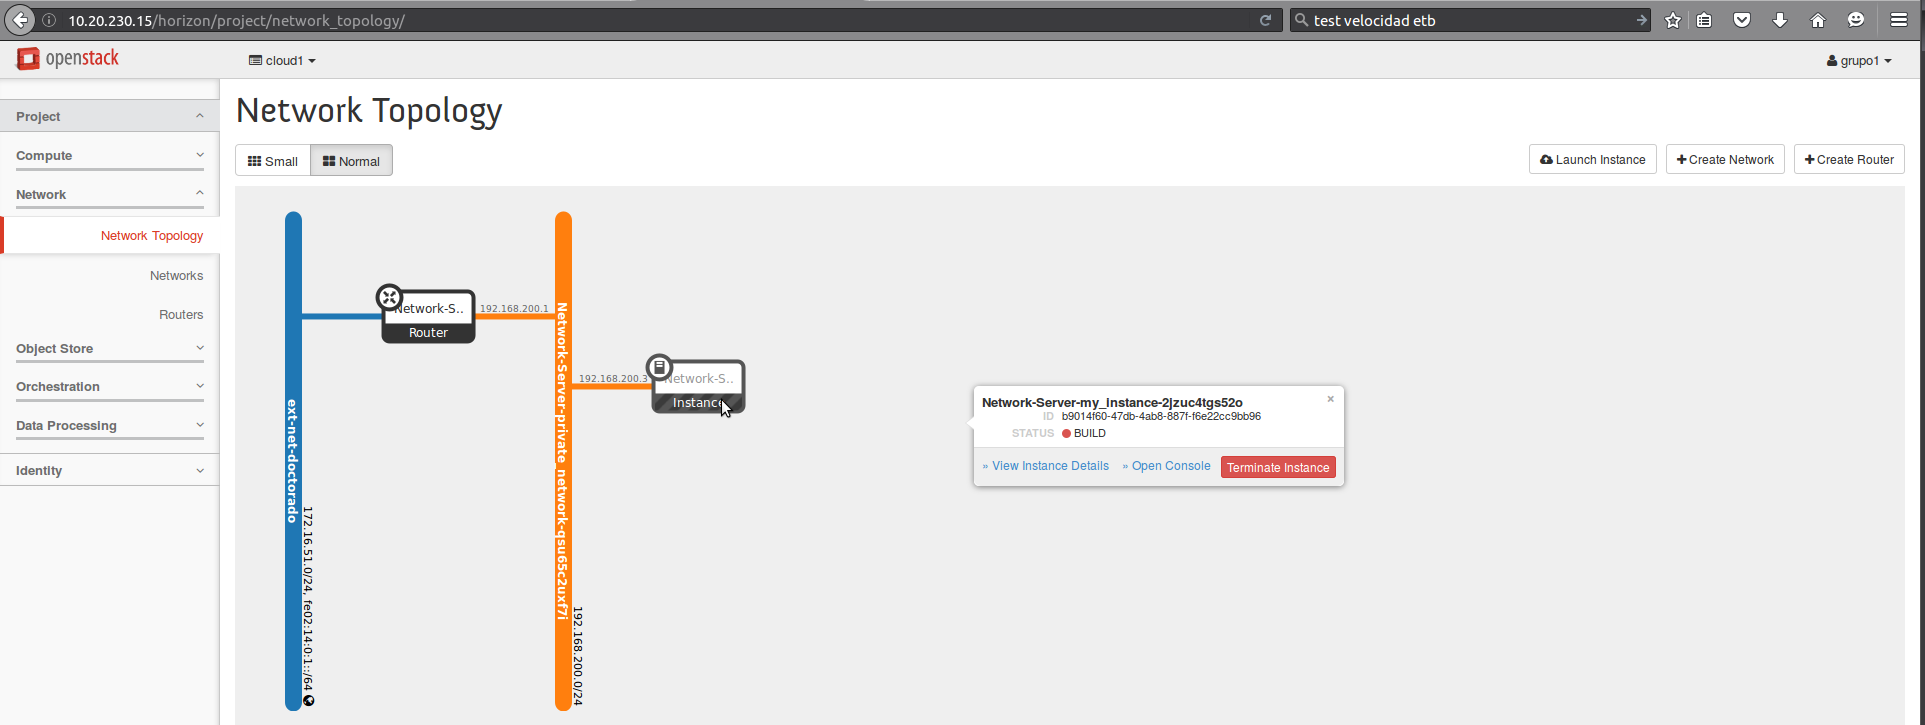 10.20.230.15/horizon/project/network_topology/
test velocidad etb
openstack
cloud1
grupo1
Project
Compute
Network
Network Topology
Networks
Routers
Object Store
Orchestration
Data Processing
Identity
Network Topology
Small
Normal
Launch Instance
Create Network
Create Router
ext-net-doctorado
172.16.51.0/24, fe02:14:0:1::/64
Network-S..
Router
192.168.200.1
Network-Server-private_network-qsu65c2uxf7i
192.168.200.0/24
192.168.200.3
Network-S..
Instance
Network-Server-my_instance-2jzuc4tgs52o
ID b9014f60-47db-4ab8-887f-f6e22cc9bb96
STATUS BUILD
» View Instance Details » Open Console Terminate Instance